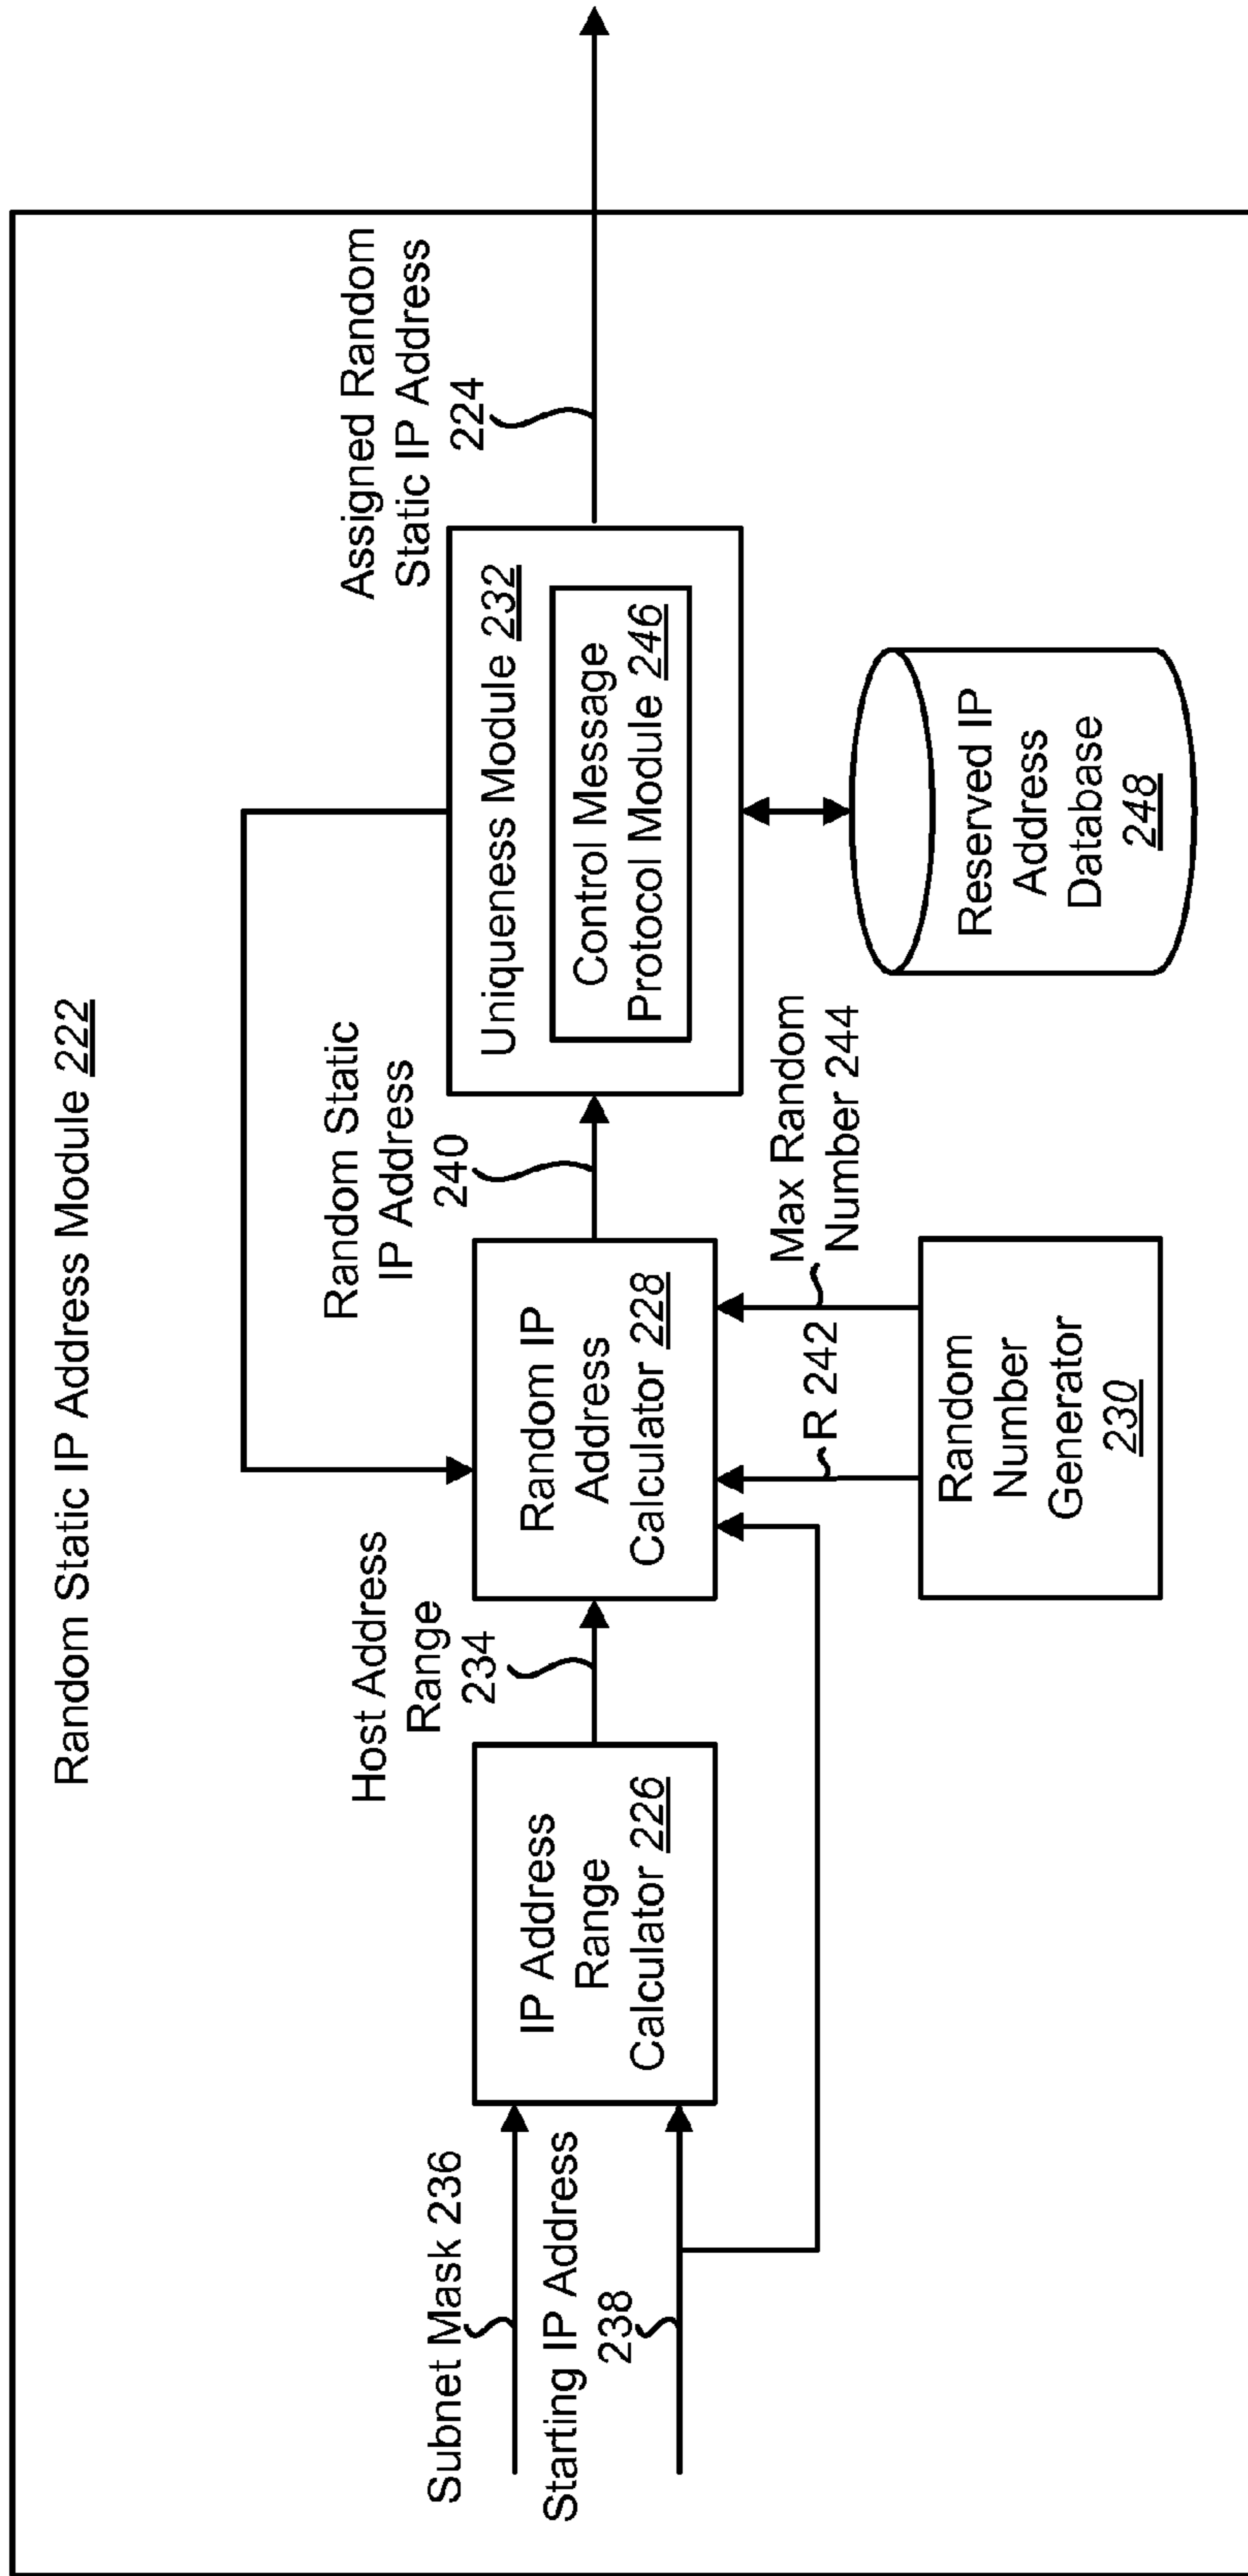 Random Static IP Address Module 222
Subnet Mask 236
Starting IP Address
238
IP Address
Range
Calculator 226
Host Address
Range
234
Random IP
Address
Calculator 228
Random Static
IP Address
240
R 242
Max Random
Number 244
Random
Number
Generator
230
Uniqueness Module 232
Control Message
Protocol Module 246
Reserved IP
Address
Database
248
Assigned Random
Static IP Address
224